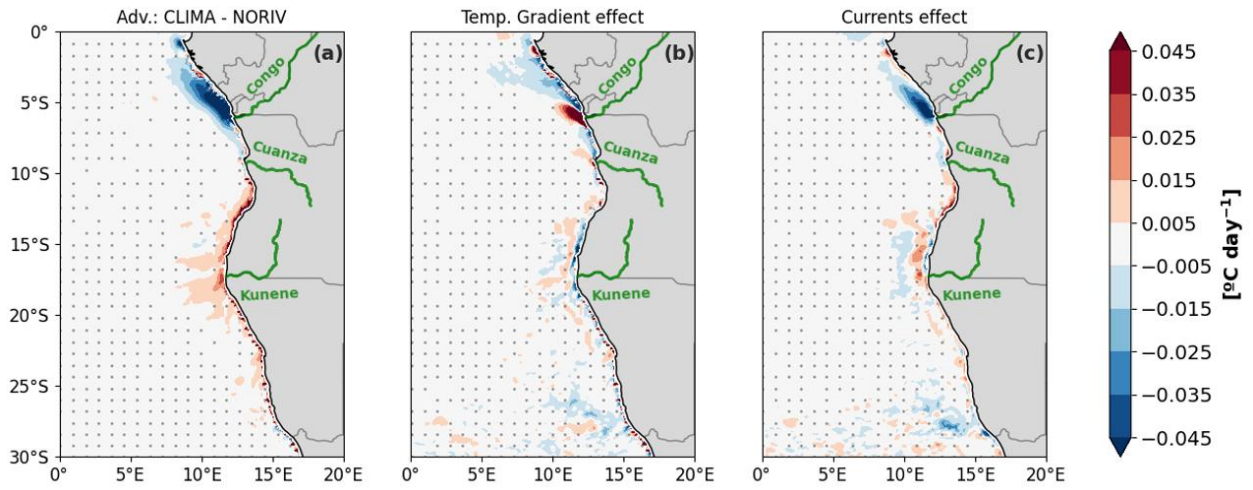 Adv.: CLIMA - NORIV
Temp. Gradient effect
Currents effect
(a)
(b)
(c)
Congo
Cuanza
Kunene
Congo
Cuanza
Kunene
Congo
Cuanza
Kunene
0°
5°S
10°S
15°S
20°S
25°S
30°S
0° 5°E 10°E 15°E 20°E
0° 5°E 10°E 15°E 20°E
0° 5°E 10°E 15°E 20°E
0.045
0.035
0.025
0.015
0.005
−0.005
−0.015
−0.025
−0.035
−0.045
[ºC day⁻¹]